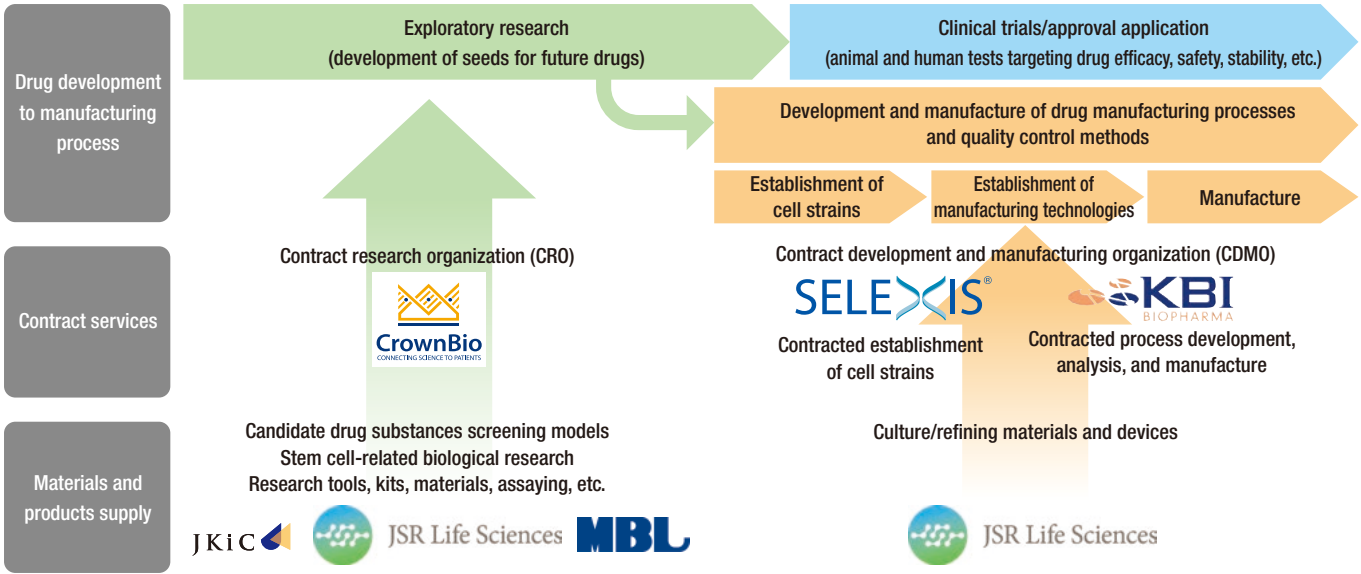 Drug development
to manufacturing
process
Exploratory research
(development of seeds for future drugs)
Clinical trials/approval application
(animal and human tests targeting drug efficacy, safety, stability, etc.)
Development and manufacture of drug manufacturing processes
and quality control methods
Establishment of
cell strains
Establishment of
manufacturing technologies
Manufacture
Contract services
Contract research organization (CRO)
CrownBio
CONNECTING SCIENCE TO PATIENTS
Contract development and manufacturing organization (CDMO)
SELEXIS®
Contracted establishment
of cell strains
KBI
BIOPHARMA
Contracted process development,
analysis, and manufacture
Materials and
products supply
Candidate drug substances screening models
Stem cell-related biological research
Research tools, kits, materials, assaying, etc.
JKiC
JSR Life Sciences
MBL
Culture/refining materials and devices
JSR Life Sciences